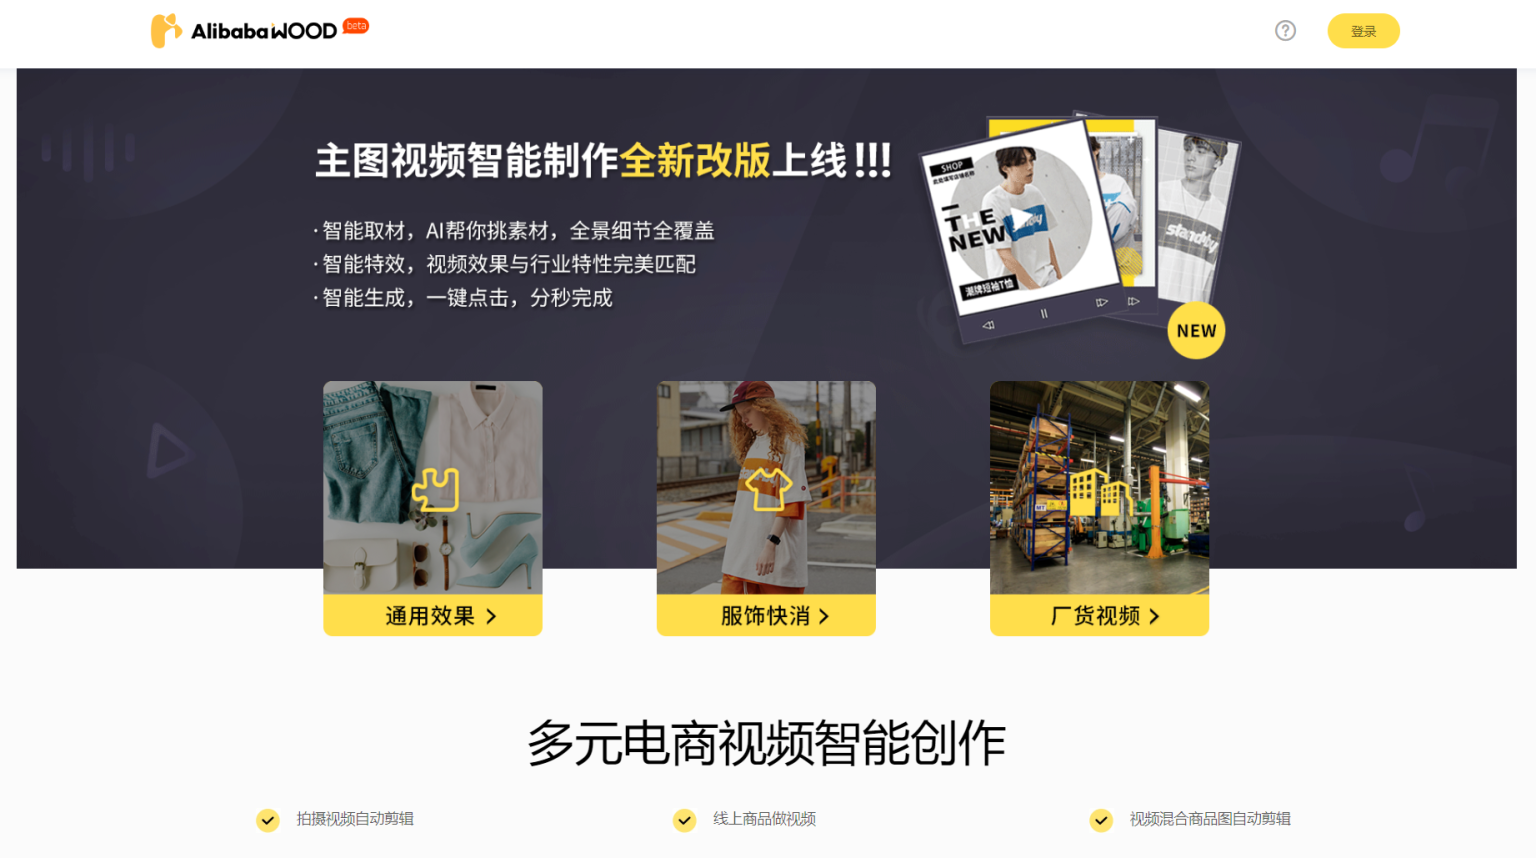 AlibabaWOOD beta
登录
主图视频智能制作全新改版上线!!!
· 智能取材，AI帮你挑素材，全景细节全覆盖
· 智能特效，视频效果与行业特性完美匹配
· 智能生成，一键点击，分秒完成
SHOP
THE
NEW
潮牌短袖T恤
standby
NEW
MT
通用效果 >
服饰快消 >
厂货视频 >
多元电商视频智能创作
拍摄视频自动剪辑
线上商品做视频
视频混合商品图自动剪辑